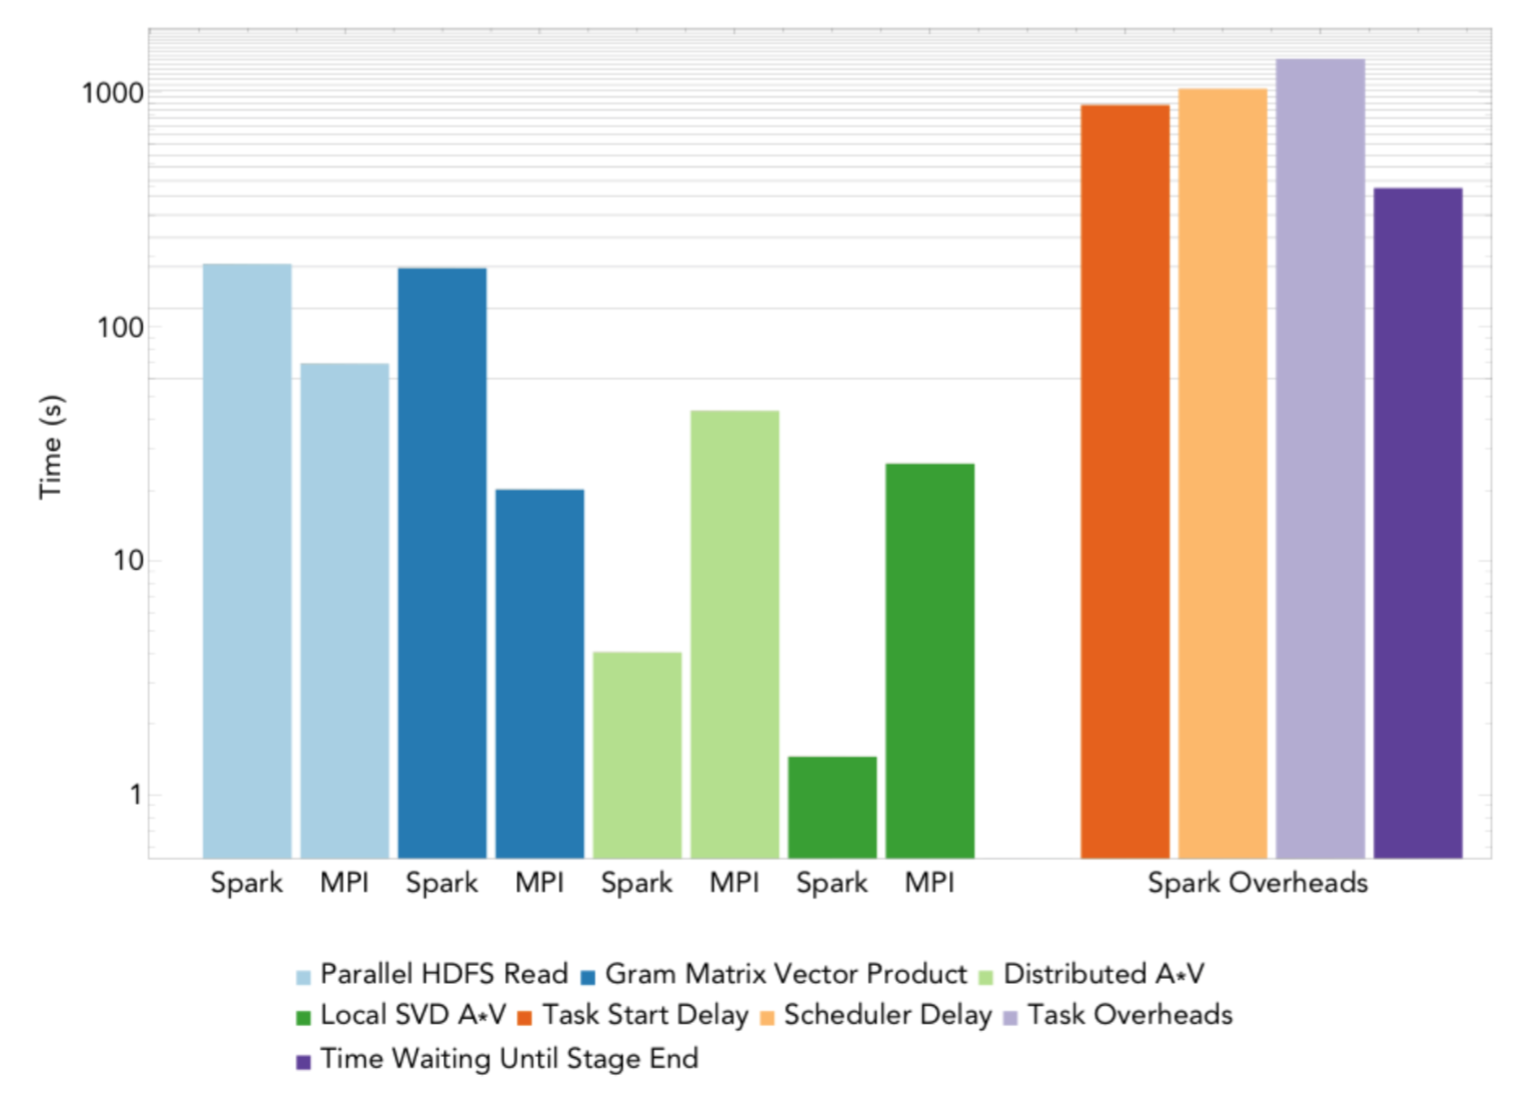 1000
100
10
1
Time (s)
Spark MPI Spark MPI Spark MPI Spark MPI Spark Overheads
Parallel HDFS Read Gram Matrix Vector Product Distributed A*V
Local SVD A*V Task Start Delay Scheduler Delay Task Overheads
Time Waiting Until Stage End